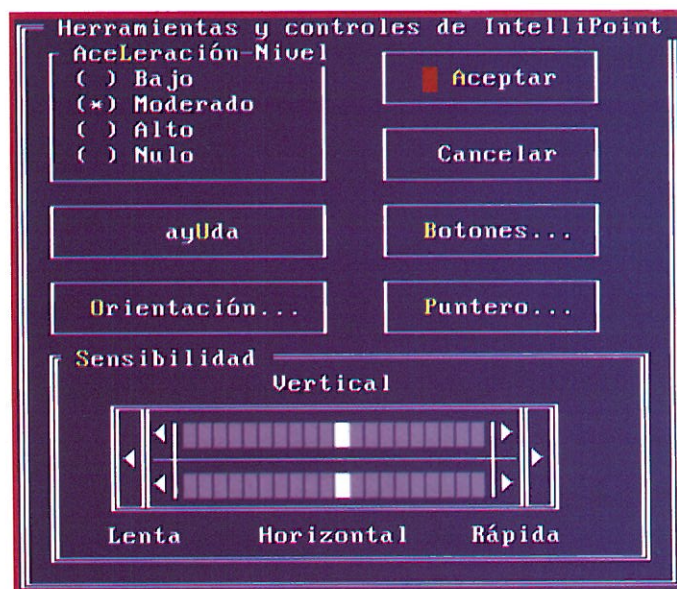 Herramientas y controles de IntelliPoint
AceLeración-Nivel
( ) Bajo
(*) Moderado
( ) Alto
( ) Nulo
Aceptar
Cancelar
ayUda
Botones...
Orientación...
Puntero...
Sensibilidad
Vertical
Lenta Horizontal Rápida